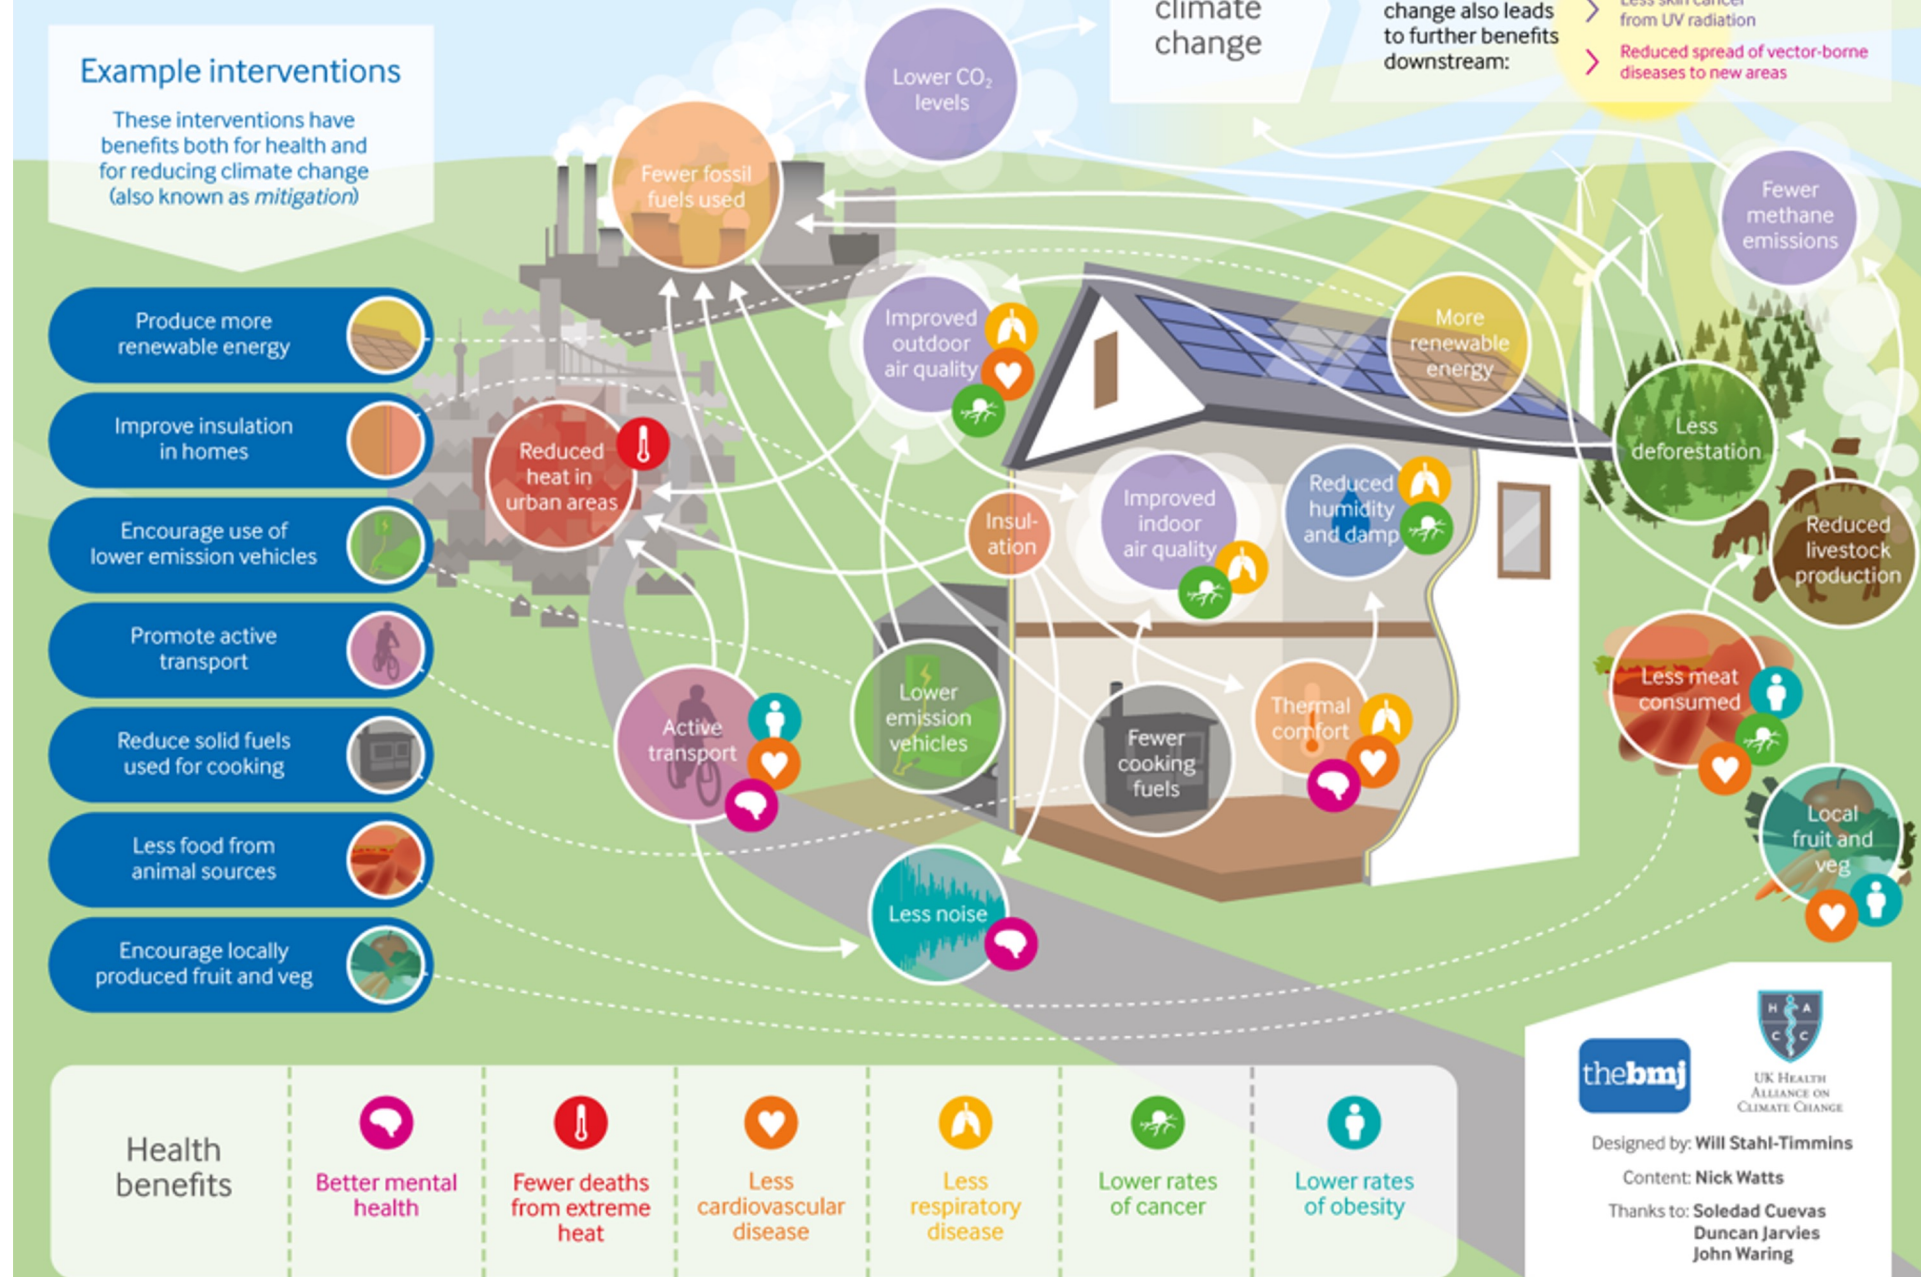 climate
change
change also leads
to further benefits
downstream:
Less skin cancer
from UV radiation
Reduced spread of vector-borne
diseases to new areas
Example interventions
These interventions have
benefits both for health and
for reducing climate change
(also known as mitigation)
Lower CO₂
levels
Fewer fossil
fuels used
Fewer
methane
emissions
Produce more
renewable energy
Improve insulation
in homes
Encourage use of
lower emission vehicles
Promote active
transport
Reduce solid fuels
used for cooking
Less food from
animal sources
Encourage locally
produced fruit and veg
Improved
outdoor
air quality
More
renewable
energy
Reduced
heat in
urban areas
Insul-
ation
Improved
indoor
air quality
Reduced
humidity
and damp
Less
deforestation
Reduced
livestock
production
Active
transport
Lower
emission
vehicles
Fewer
cooking
fuels
Thermal
comfort
Less meat
consumed
Local
fruit and
veg
Less noise
Health
benefits
Better mental
health
Fewer deaths
from extreme
heat
Less
cardiovascular
disease
Less
respiratory
disease
Lower rates
of cancer
Lower rates
of obesity
thebmj
H A
C C
UK HEALTH
ALLIANCE ON
CLIMATE CHANGE
Designed by: Will Stahl-Timmins
Content: Nick Watts
Thanks to: Soledad Cuevas
Duncan Jarvies
John Waring